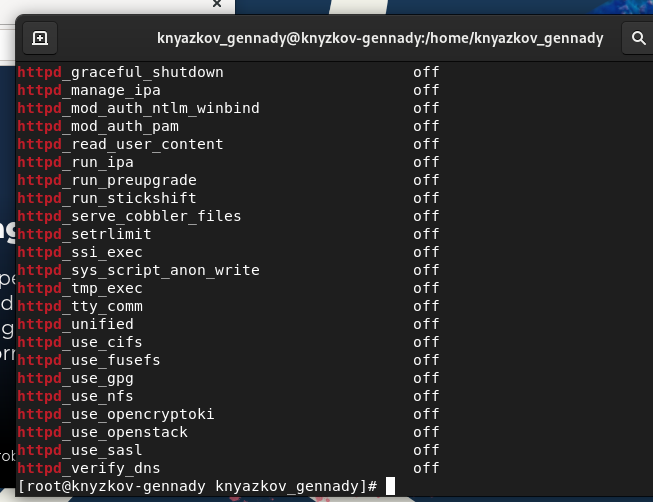 knyazkov_gennady@knyzkov-gennady:/home/knyazkov_gennady
httpd_graceful_shutdown off
httpd_manage_ipa off
httpd_mod_auth_ntlm_winbind off
httpd_mod_auth_pam off
httpd_read_user_content off
httpd_run_ipa off
httpd_run_preupgrade off
httpd_run_stickshift off
httpd_serve_cobbler_files off
httpd_setrlimit off
httpd_ssi_exec off
httpd_sys_script_anon_write off
httpd_tmp_exec off
httpd_tty_comm off
httpd_unified off
httpd_use_cifs off
httpd_use_fusefs off
httpd_use_gpg off
httpd_use_nfs off
httpd_use_opencryptoki off
httpd_use_openstack off
httpd_use_sasl off
httpd_verify_dns off
[root@knyzkov-gennady knyazkov_gennady]#